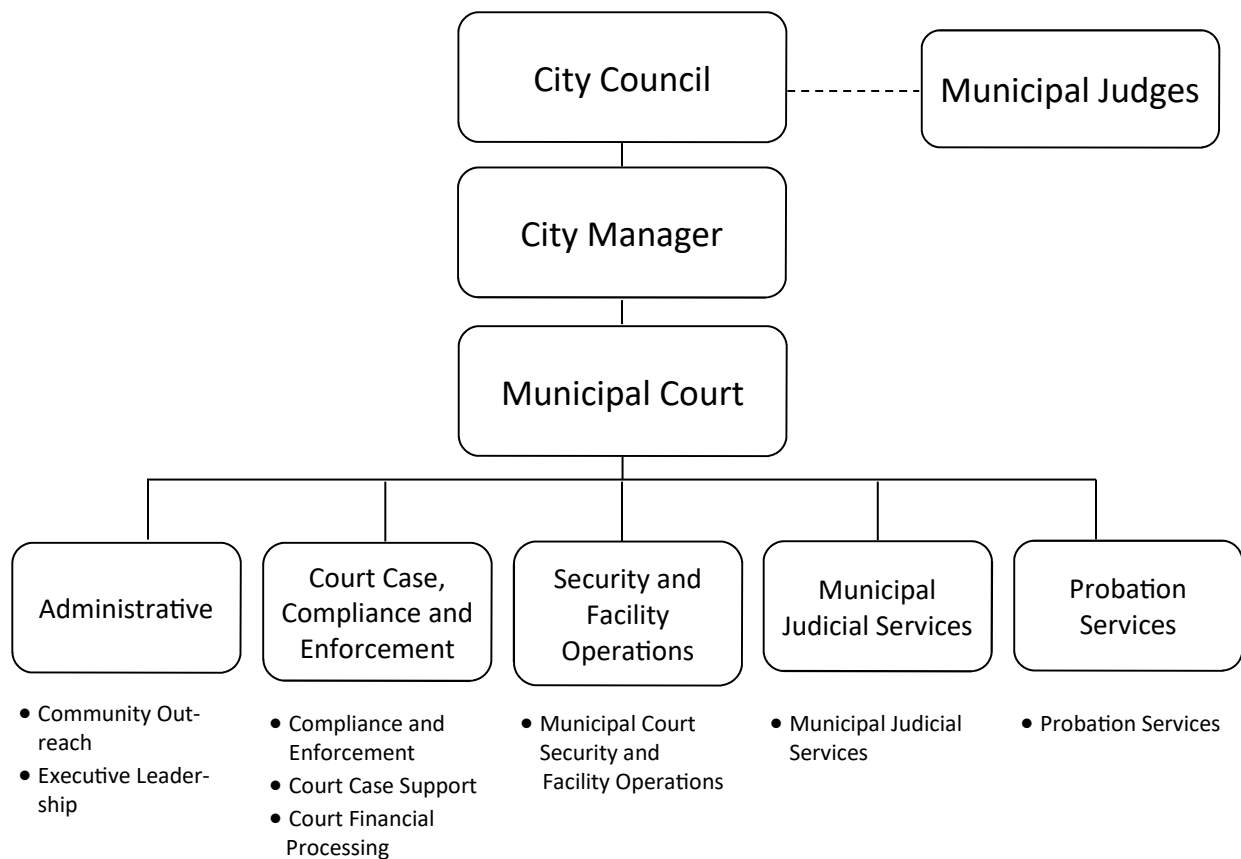 City Council
Municipal Judges
City Manager
Municipal Court
Administrative
Court Case,
Compliance and
Enforcement
Security and
Facility
Operations
Municipal
Judicial Services
Probation
Services
• Community Out-
reach
• Executive Leader-
ship
• Compliance and
Enforcement
• Court Case Support
• Court Financial
Processing
• Municipal Court
Security and
Facility Operations
• Municipal Judicial
Services
• Probation Services